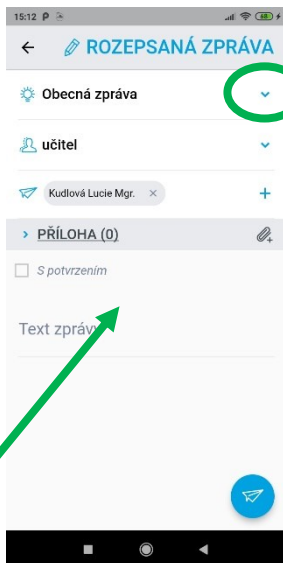 15:12
ROZEPSANÁ ZPRÁVA
Obecná zpráva
učitel
Kudlová Lucie Mgr. ×
PŘÍLOHA (0)
S potvrzením
Text zprávy